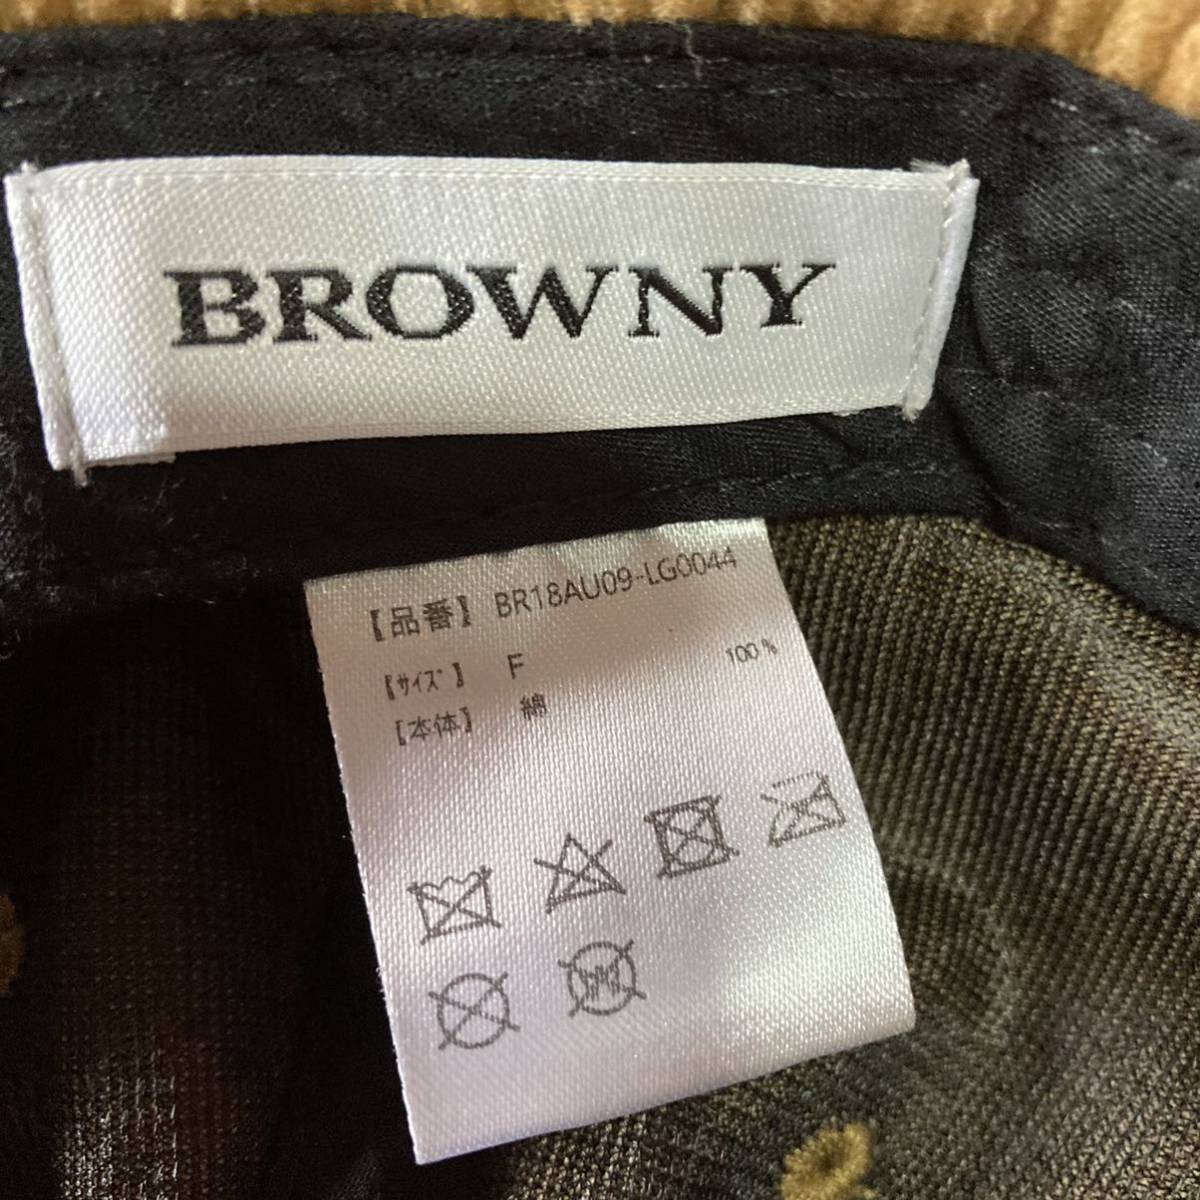 BROWNY
【品番】 BR18AU09-LG0044
【ｻｲｽﾞ】 F
【本体】 綿 100%